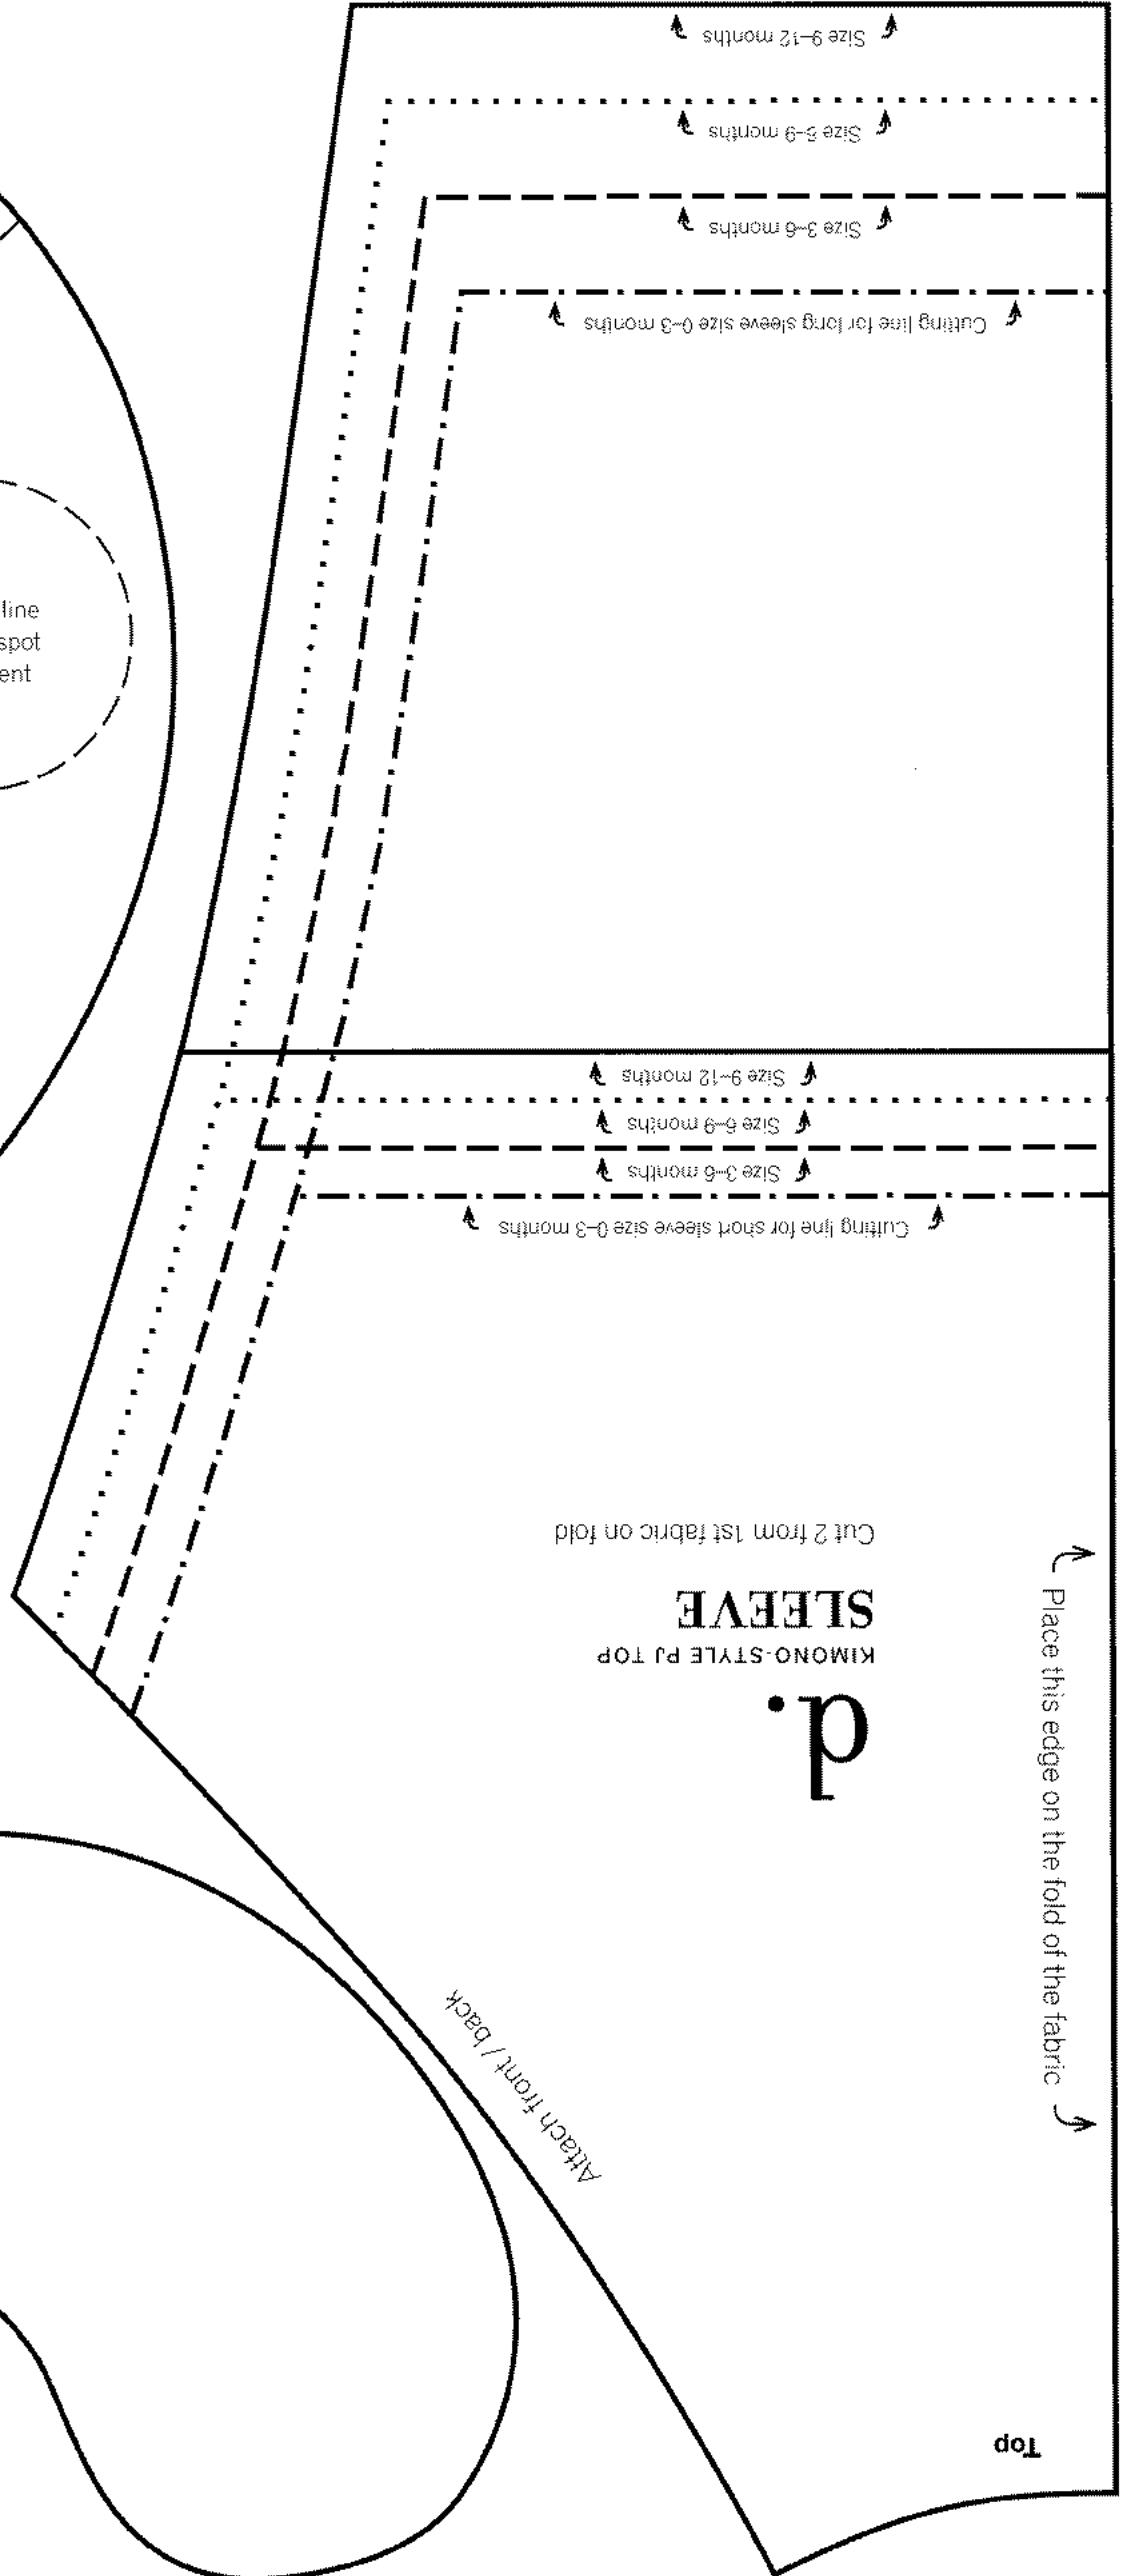 Top
Attach front / back
Place this edge on the fold of the fabric
d.
KIMONO-STYLE PJ TOP
SLEEVE
Cut 2 from 1st fabric on fold
Cutting line for short sleeve size 0–3 months
Size 3–6 months
Size 6–9 months
Size 9–12 months
Cutting line for long sleeve size 0–3 months
Size 3–6 months
Size 6–9 months
Size 9–12 months
line
spot
ent